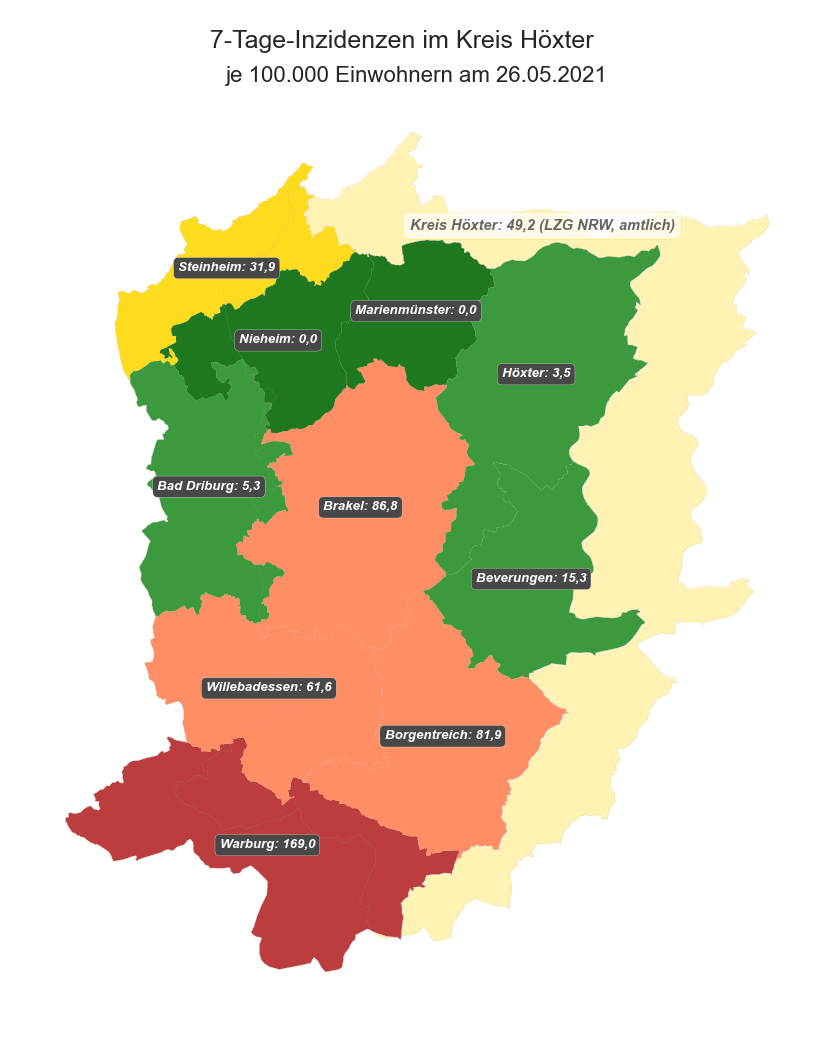 7-Tage-Inzidenzen im Kreis Höxter
je 100.000 Einwohnern am 26.05.2021
Kreis Höxter: 49,2 (LZG NRW, amtlich)
Steinheim: 31,9
Marienmünster: 0,0
Nieheim: 0,0
Höxter: 3,5
Bad Driburg: 5,3
Brakel: 86,8
Beverungen: 15,3
Willebadessen: 61,6
Borgentreich: 81,9
Warburg: 169,0